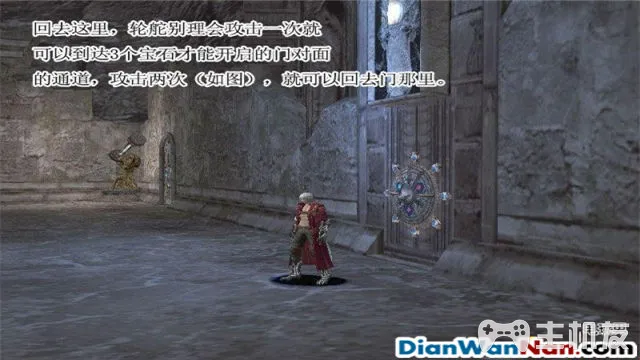 回去这里，轮舵别理会攻击一次就
可以到达3个宝石才能开启的门对面
的通道，攻击两次（如图），就可以回去门那里。
主机友
DianWanNan.com